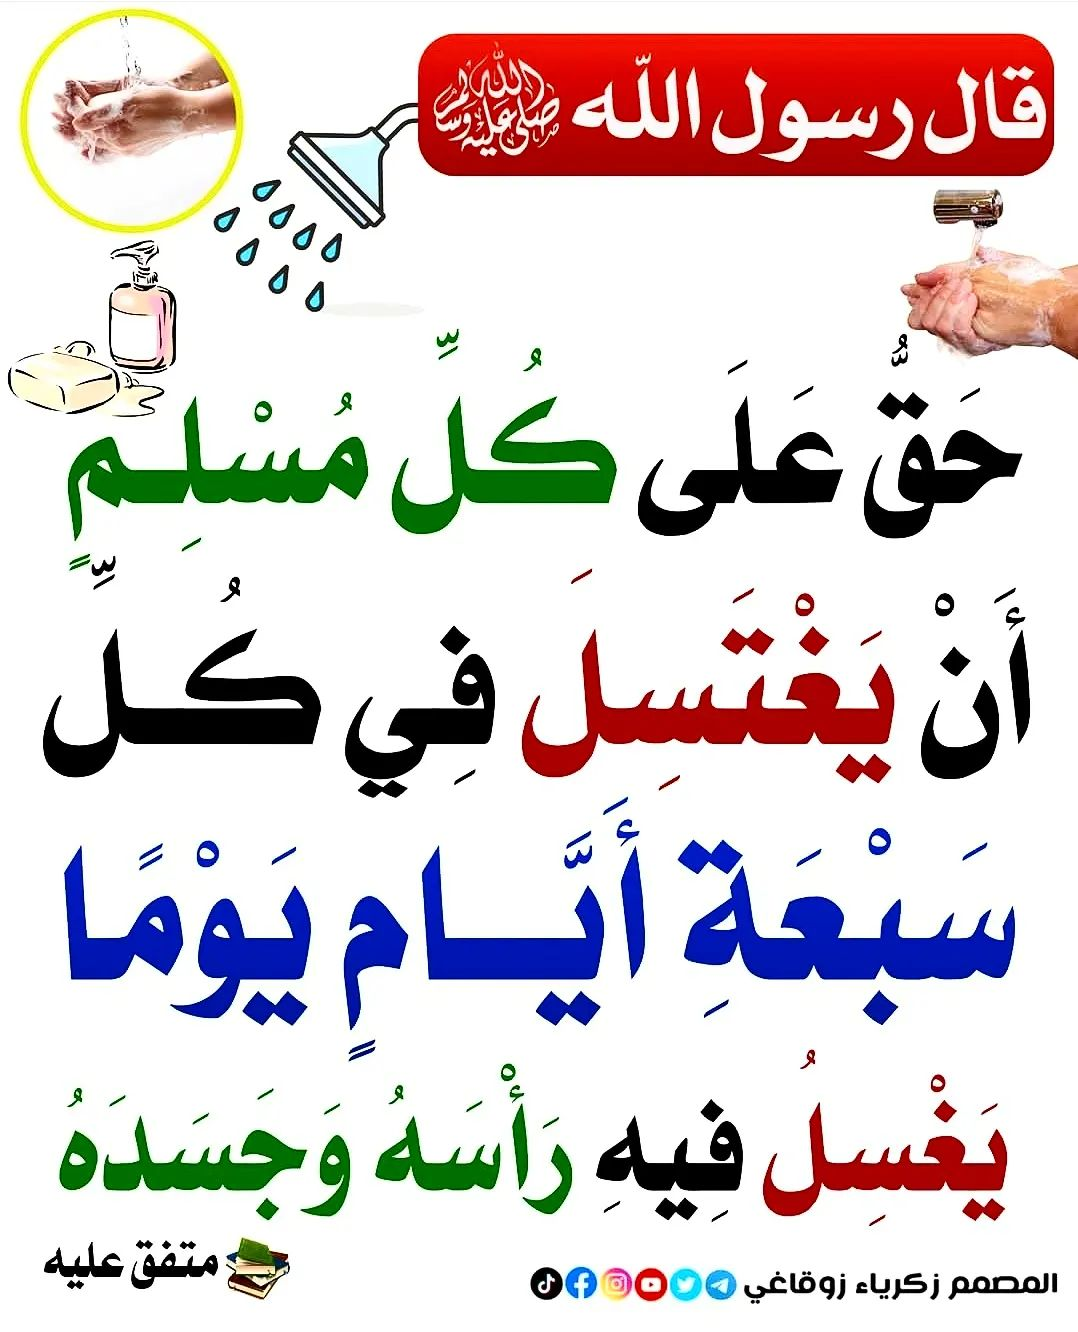 قال رسول الله صلى الله عليه وسلم
حَقٌّ عَلَى كُلِّ مُسْلِمٍ
أَنْ يَغْتَسِلَ فِي كُلِّ
سَبْعَةِ أَيَّامٍ يَوْمًا
يَغْسِلُ فِيهِ رَأْسَهُ وَجَسَدَهُ
متفق عليه
المصمم زكرياء زوقاغي